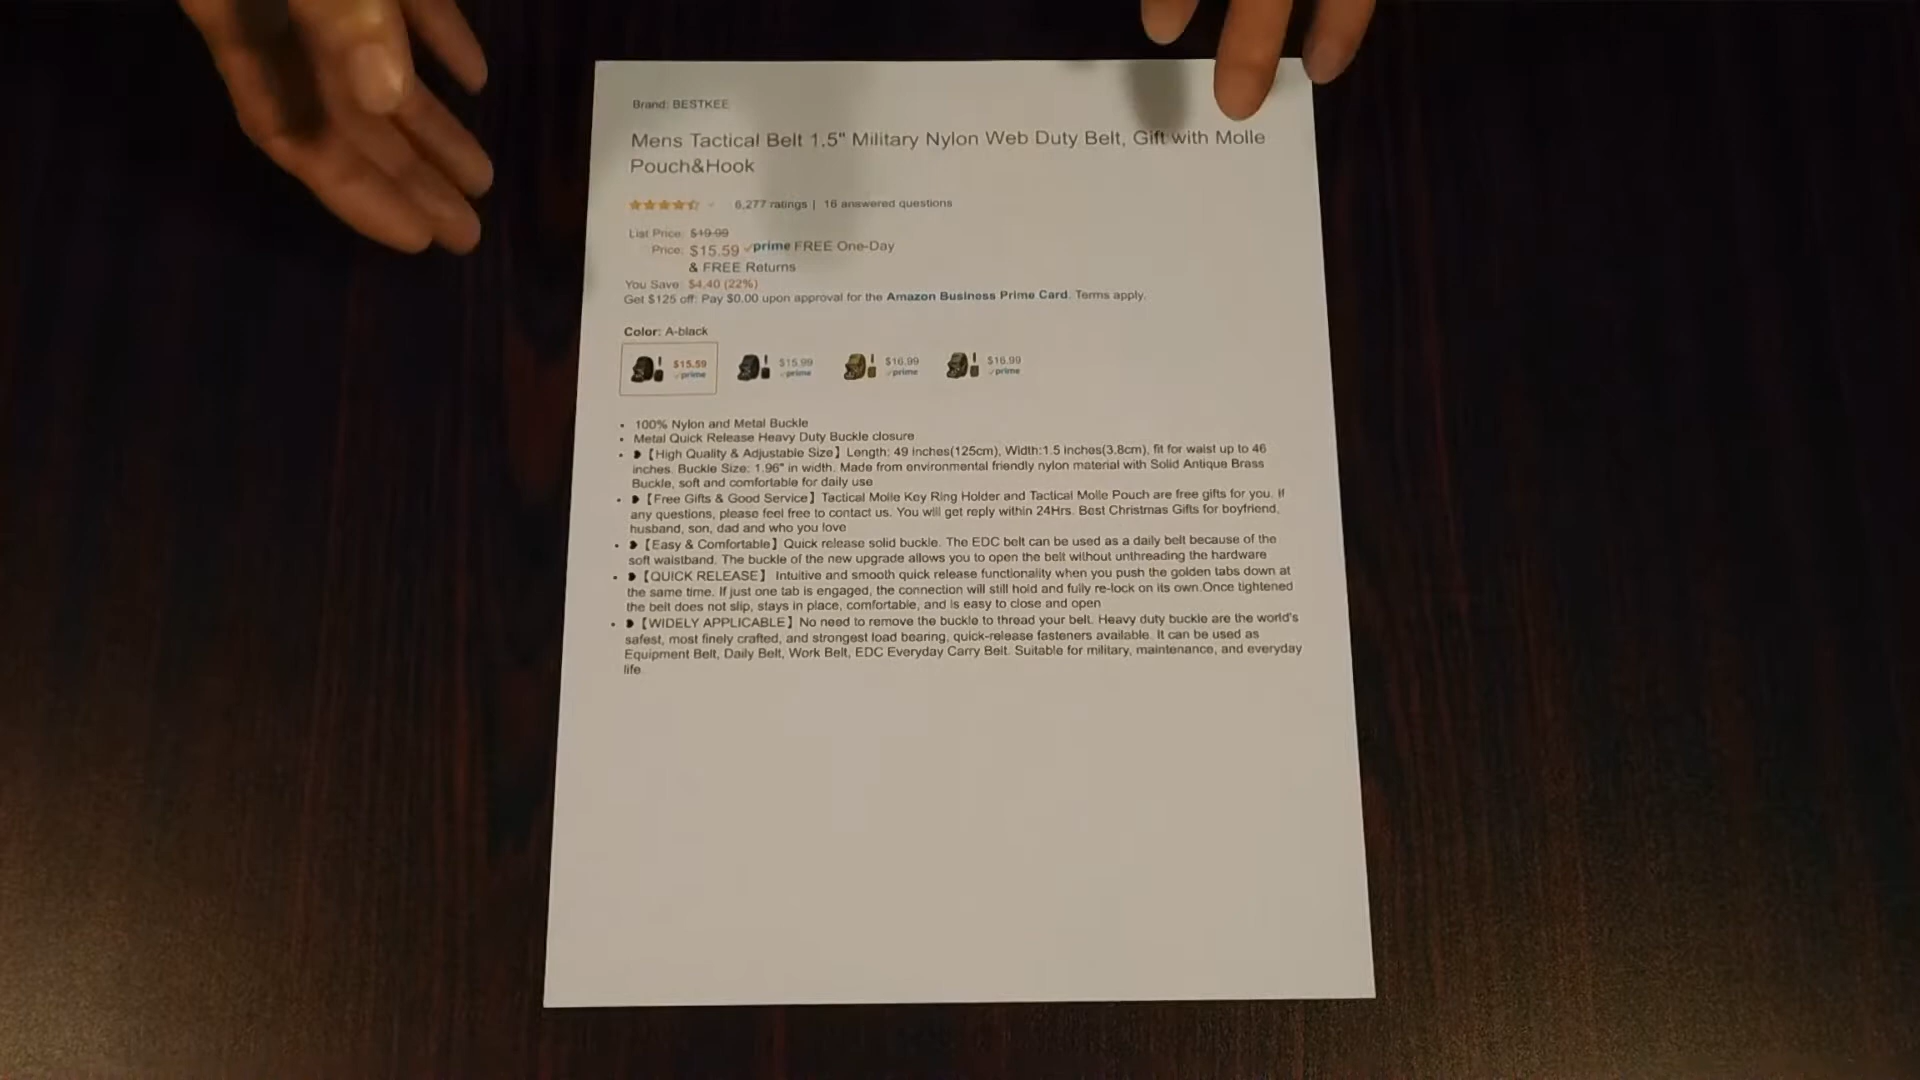 Brand: BESTKEE
Mens Tactical Belt 1.5" Military Nylon Web Duty Belt, Gift with Molle
Pouch&Hook
6,277 ratings | 16 answered questions
List Price: $19.99
Price: $15.59 prime FREE One-Day
& FREE Returns
You Save: $4.40 (22%)
Get $125 off: Pay $0.00 upon approval for the Amazon Business Prime Card. Terms apply.
Color: A-black
$15.59 $15.99 $16.99 $16.99
prime prime prime prime
• 100% Nylon and Metal Buckle
• Metal Quick Release Heavy Duty Buckle closure
• ❥【High Quality & Adjustable Size】Length: 49 Inches(125cm), Width:1.5 Inches(3.8cm), fit for waist up to 46
inches. Buckle Size: 1.96" in width. Made from environmental friendly nylon material with Solid Antique Brass
Buckle, soft and comfortable for daily use
• ❥【Free Gifts & Good Service】Tactical Molle Key Ring Holder and Tactical Molle Pouch are free gifts for you. If
any questions, please feel free to contact us. You will get reply within 24Hrs. Best Christmas Gifts for boyfriend,
husband, son, dad and who you love
• ❥【Easy & Comfortable】Quick release solid buckle. The EDC belt can be used as a daily belt because of the
soft waistband. The buckle of the new upgrade allows you to open the belt without unthreading the hardware
• ❥【QUICK RELEASE】 Intuitive and smooth quick release functionality when you push the golden tabs down at
the same time. If just one tab is engaged, the connection will still hold and fully re-lock on its own.Once tightened
the belt does not slip, stays in place, comfortable, and is easy to close and open
• ❥【WIDELY APPLICABLE】No need to remove the buckle to thread your belt. Heavy duty buckle are the world's
safest, most finely crafted, and strongest load bearing, quick-release fasteners available. It can be used as
Equipment Belt, Daily Belt, Work Belt, EDC Everyday Carry Belt. Suitable for military, maintenance, and everyday
life